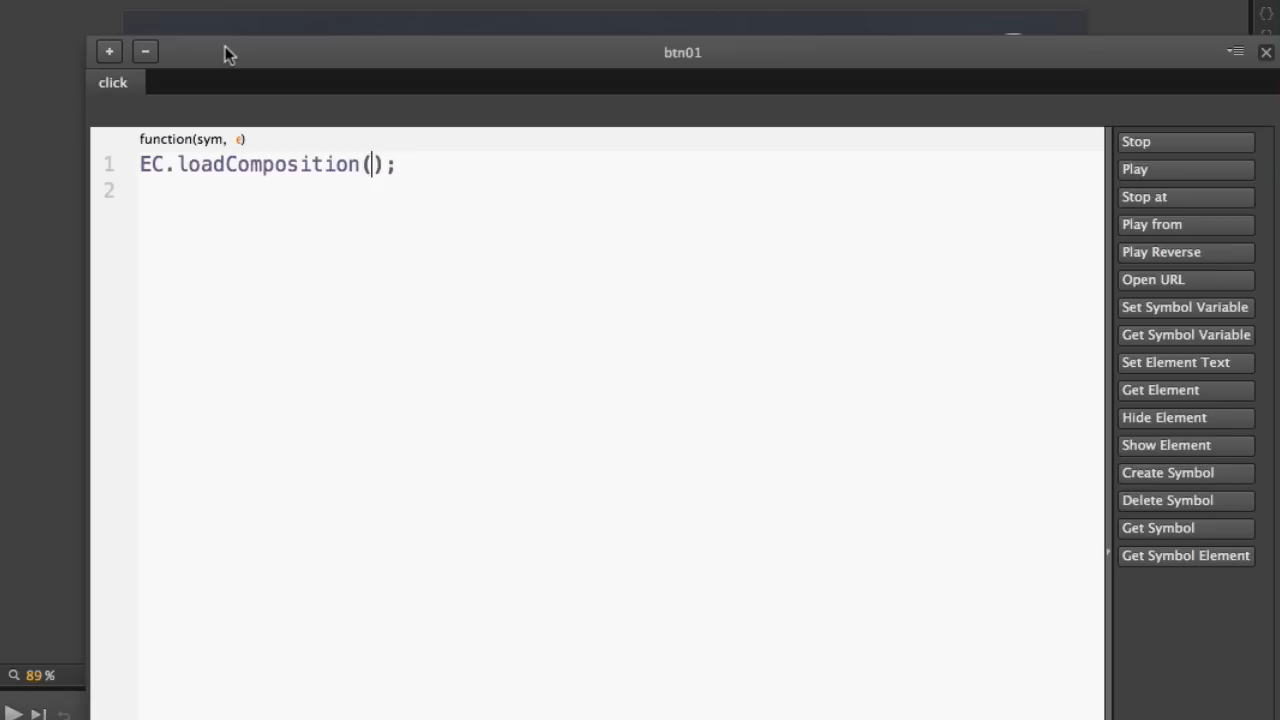 + - btn01
click
function(sym, e)
1 EC.loadComposition();
2
Stop
Play
Stop at
Play from
Play Reverse
Open URL
Set Symbol Variable
Get Symbol Variable
Set Element Text
Get Element
Hide Element
Show Element
Create Symbol
Delete Symbol
Get Symbol
Get Symbol Element
89 %